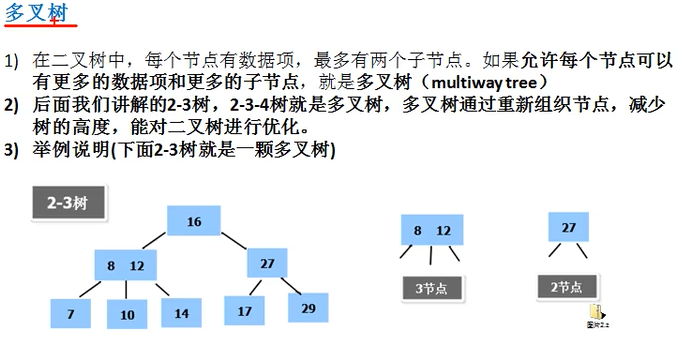 多叉树
1) 在二叉树中，每个节点有数据项，最多有两个子节点。如果允许每个节点可以
有更多的数据项和更多的子节点，就是多叉树（multiway tree）
2) 后面我们讲解的2-3树，2-3-4树就是多叉树，多叉树通过重新组织节点，减少
树的高度，能对二叉树进行优化。
3) 举例说明(下面2-3树就是一颗多叉树)
2-3树
16
8 12
27
7
10
14
17
29
8 12
3节点
27
2节点